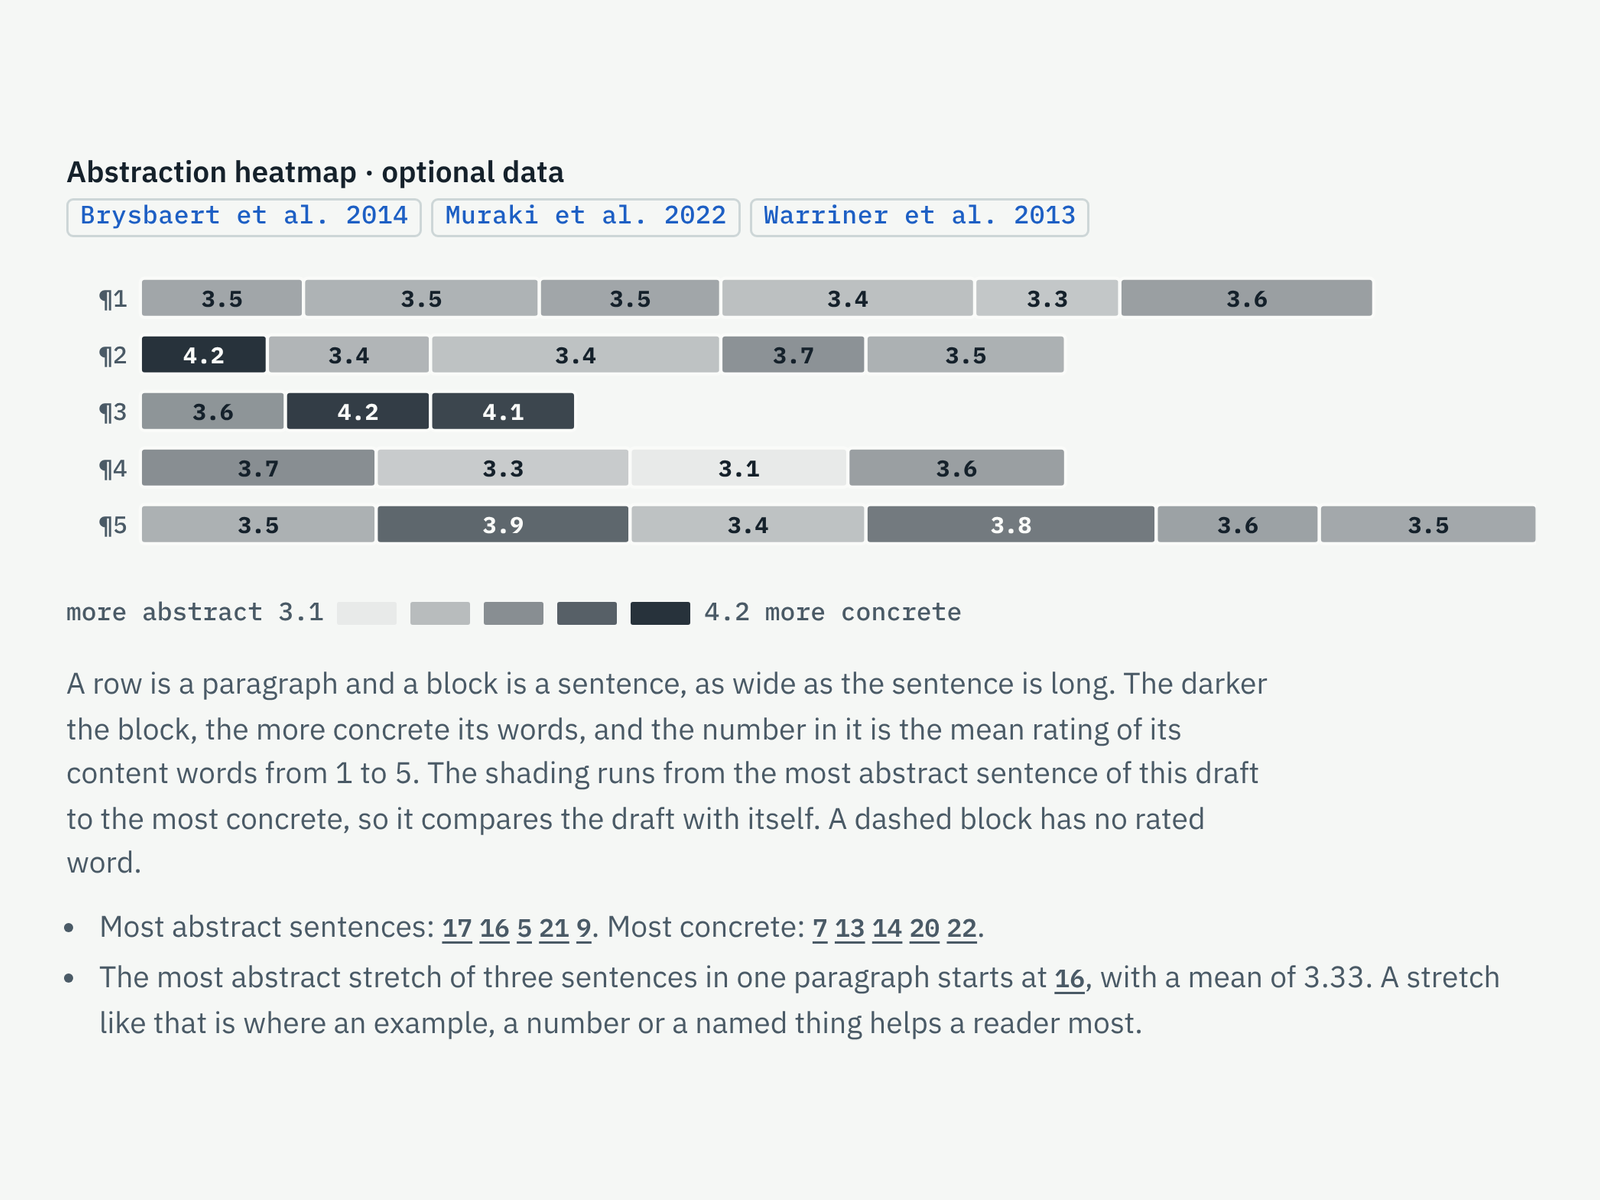 Abstraction heatmap · optional data
Brysbaert et al. 2014 Muraki et al. 2022 Warriner et al. 2013
¶1 3.5 3.5 3.5 3.4 3.3 3.6
¶2 4.2 3.4 3.4 3.7 3.5
¶3 3.6 4.2 4.1
¶4 3.7 3.3 3.1 3.6
¶5 3.5 3.9 3.4 3.8 3.6 3.5
more abstract 3.1 4.2 more concrete
A row is a paragraph and a block is a sentence, as wide as the sentence is long. The darker
the block, the more concrete its words, and the number in it is the mean rating of its
content words from 1 to 5. The shading runs from the most abstract sentence of this draft
to the most concrete, so it compares the draft with itself. A dashed block has no rated
word.
• Most abstract sentences: 17 16 5 21 9. Most concrete: 7 13 14 20 22.
• The most abstract stretch of three sentences in one paragraph starts at 16, with a mean of 3.33. A stretch
like that is where an example, a number or a named thing helps a reader most.